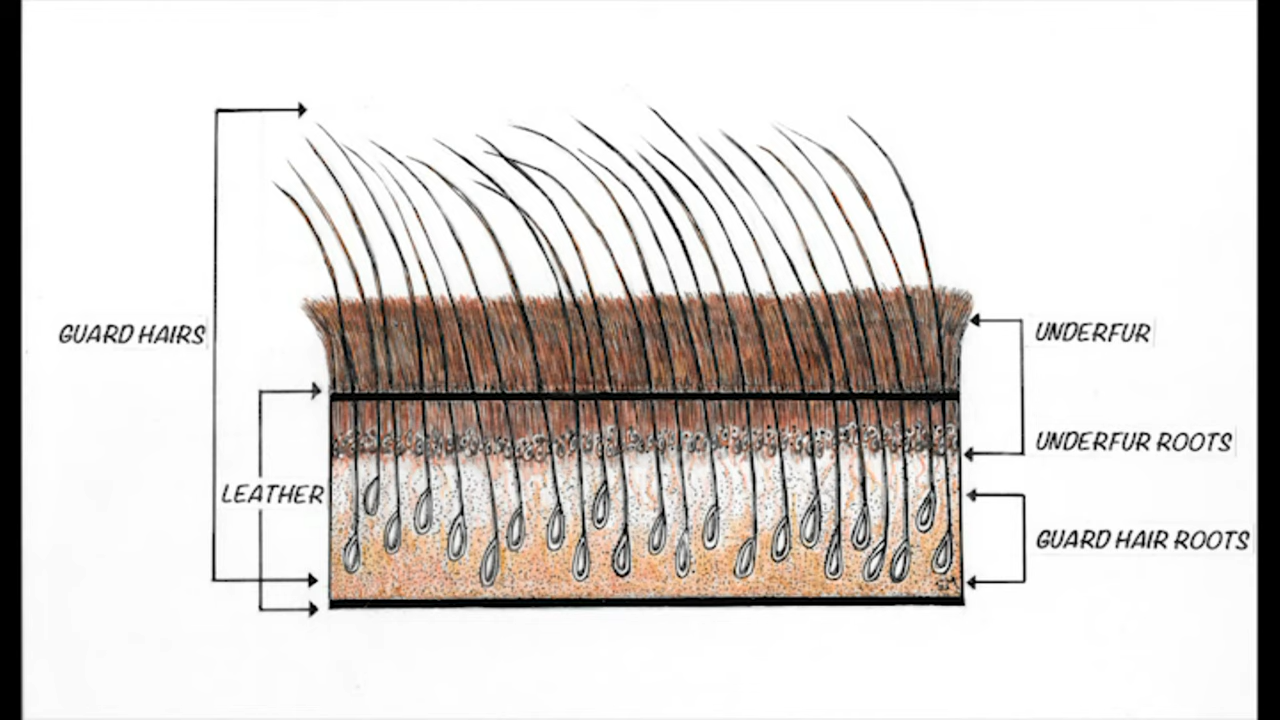 GUARD HAIRS
LEATHER
UNDERFUR
UNDERFUR ROOTS
GUARD HAIR ROOTS